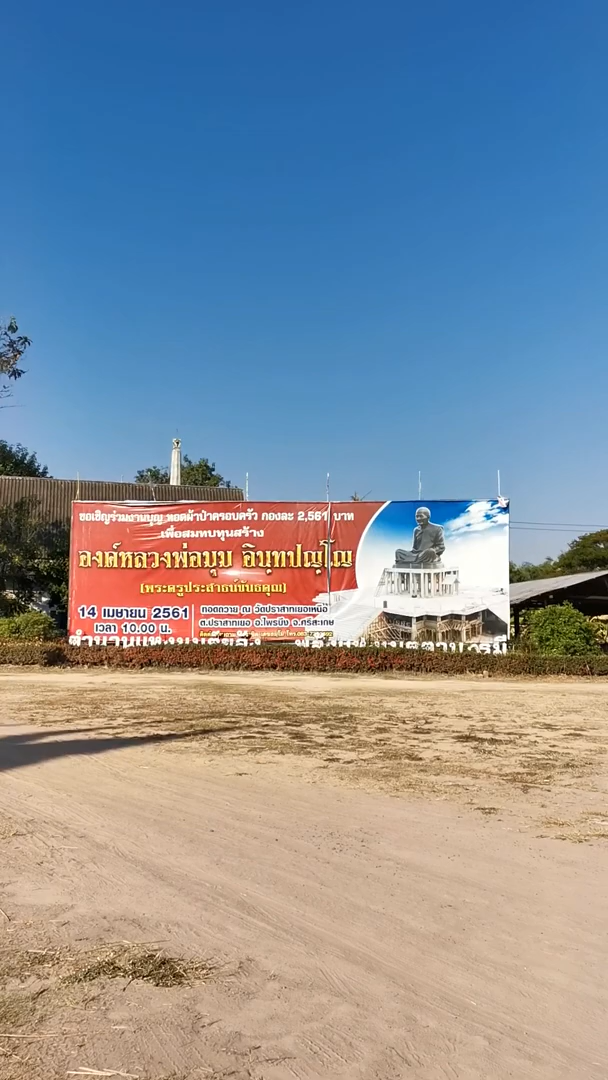 ขอเชิญร่วมงานบุญ ทอดผ้าป่าครอบครัว กองละ 2,561 บาท
เพื่อสมทบทุนสร้าง
องค์หลวงพ่อมุม อินฺทปญฺโญ
(พระครูประสาธน์ขันธคุณ)
14 เมษายน 2561
เวลา 10.00 น.
ทอดถวาย ณ วัดปราสาทเยอเหนือ
ต.ปราสาทเยอ อ.ไพรบึง จ.ศรีสะเกษ